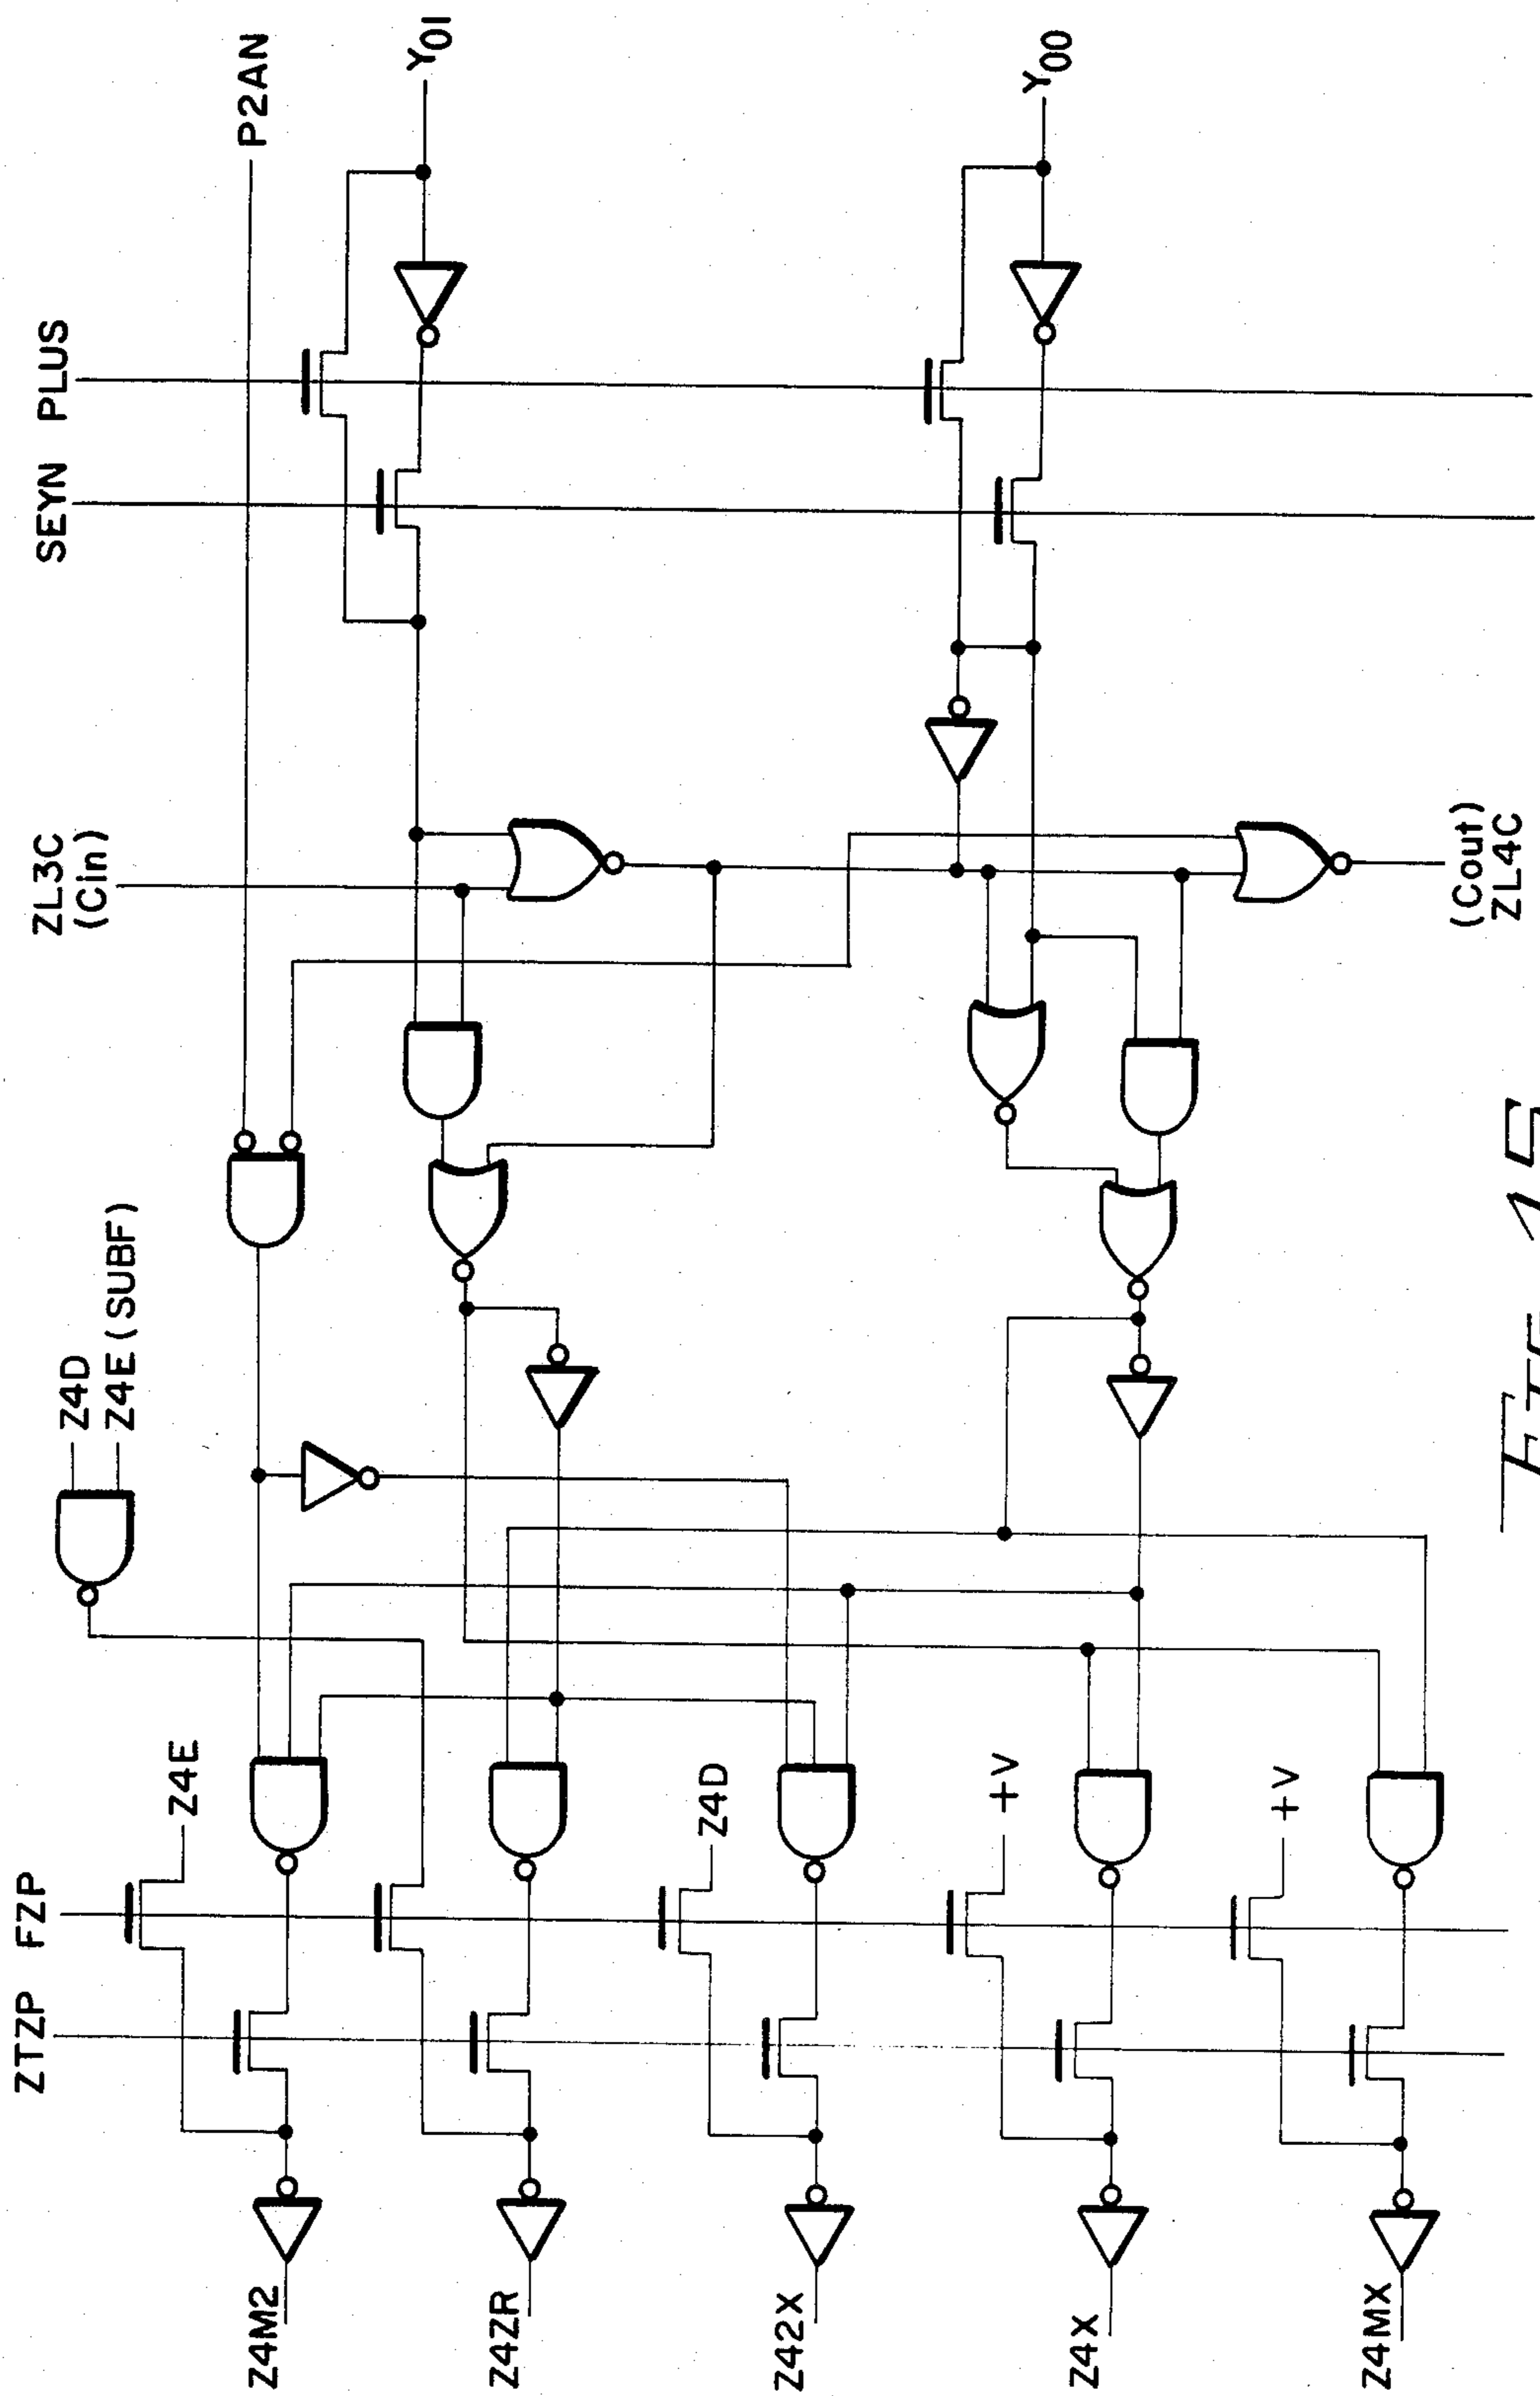 ZTZP
FZP
Z4D
Z4E (SUBF)
ZL3C
(Cin)
SEYN
PLUS
P2AN
Y01
Y00
Z4E
Z4D
+V
+V
(Cout)
ZL4C
Z4M2
Z4ZR
Z42X
Z4X
Z4MX